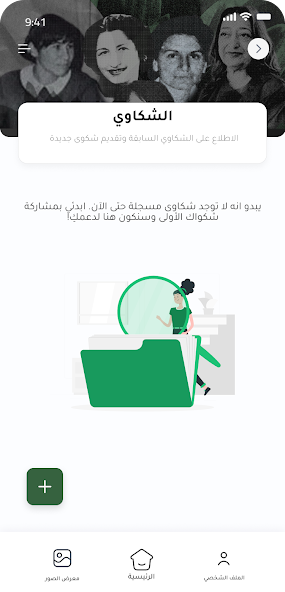 9:41
الشكاوي
الاطلاع على الشكاوي السابقة وتقديم شكوى جديدة
يبدو انه لا توجد شكاوى مسجلة حتى الآن. ابدئي بمشاركة
شكواك الأولى وسنكون هنا لدعمكِ!
الملف الشخصي
الرئيسية
معرض الصور